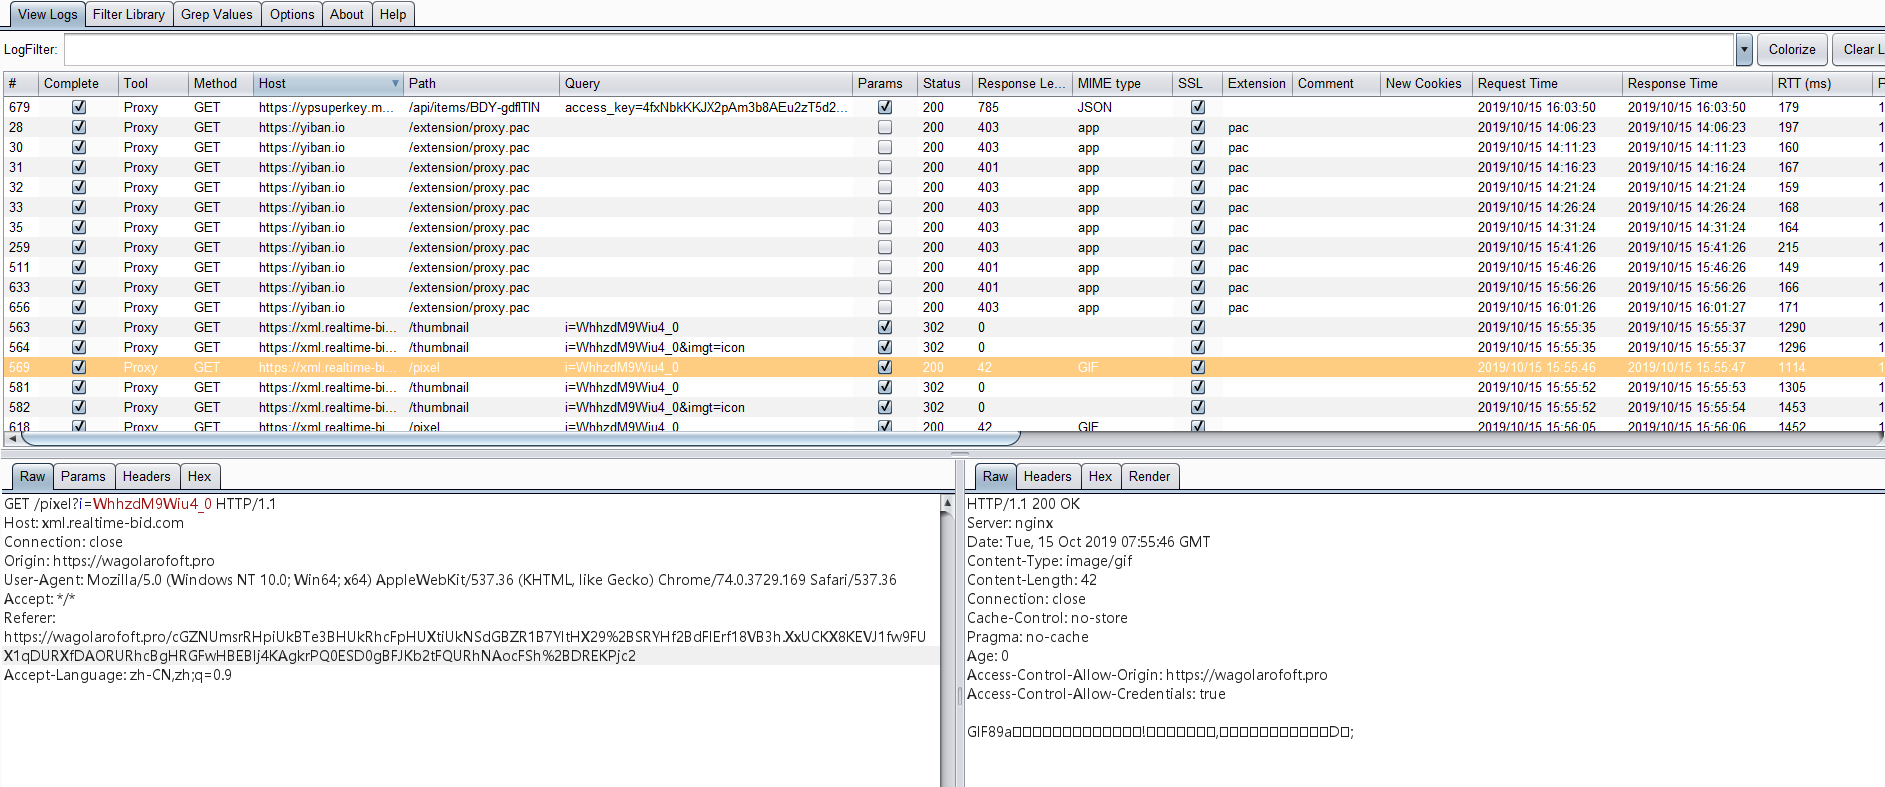 View Logs Filter Library Grep Values Options About Help
LogFilter: Colorize Clear L
# Complete Tool Method Host Path Query Params Status Response Le... MIME type SSL Extension Comment New Cookies Request Time Response Time RTT (ms) F
679 Proxy GET https://ypsuperkey.m... /api/items/BDY-gdflTlN access_key=4fxNbkKKJX2pAm3b8AEu2zT5d2... 200 785 JSON 2019/10/15 16:03:50 2019/10/15 16:03:50 179 1
28 Proxy GET https://yiban.io /extension/proxy.pac 200 403 app pac 2019/10/15 14:06:23 2019/10/15 14:06:23 197 1
30 Proxy GET https://yiban.io /extension/proxy.pac 200 403 app pac 2019/10/15 14:11:23 2019/10/15 14:11:23 160 1
31 Proxy GET https://yiban.io /extension/proxy.pac 200 401 app pac 2019/10/15 14:16:23 2019/10/15 14:16:24 167 1
32 Proxy GET https://yiban.io /extension/proxy.pac 200 403 app pac 2019/10/15 14:21:24 2019/10/15 14:21:24 159 1
33 Proxy GET https://yiban.io /extension/proxy.pac 200 403 app pac 2019/10/15 14:26:24 2019/10/15 14:26:24 168 1
35 Proxy GET https://yiban.io /extension/proxy.pac 200 403 app pac 2019/10/15 14:31:24 2019/10/15 14:31:24 164 1
259 Proxy GET https://yiban.io /extension/proxy.pac 200 403 app pac 2019/10/15 15:41:26 2019/10/15 15:41:26 215 1
511 Proxy GET https://yiban.io /extension/proxy.pac 200 401 app pac 2019/10/15 15:46:26 2019/10/15 15:46:26 149 1
633 Proxy GET https://yiban.io /extension/proxy.pac 200 401 app pac 2019/10/15 15:56:26 2019/10/15 15:56:26 166 1
656 Proxy GET https://yiban.io /extension/proxy.pac 200 403 app pac 2019/10/15 16:01:26 2019/10/15 16:01:27 171 1
563 Proxy GET https://xml.realtime-bi... /thumbnail i=WhhzdM9Wiu4_0 302 0 2019/10/15 15:55:35 2019/10/15 15:55:37 1290 1
564 Proxy GET https://xml.realtime-bi... /thumbnail i=WhhzdM9Wiu4_0&imgt=icon 302 0 2019/10/15 15:55:35 2019/10/15 15:55:37 1296 1
569 Proxy GET https://xml.realtime-bi... /pixel i=WhhzdM9Wiu4_0 200 42 GIF 2019/10/15 15:55:46 2019/10/15 15:55:47 1114 1
581 Proxy GET https://xml.realtime-bi... /thumbnail i=WhhzdM9Wiu4_0 302 0 2019/10/15 15:55:52 2019/10/15 15:55:53 1305 1
582 Proxy GET https://xml.realtime-bi... /thumbnail i=WhhzdM9Wiu4_0&imgt=icon 302 0 2019/10/15 15:55:52 2019/10/15 15:55:54 1453 1
618 Proxy GET https://xml.realtime-bi... /pixel i=WhhzdM9Wiu4_0 200 42 GIF 2019/10/15 15:56:05 2019/10/15 15:56:06 1452 1
Raw Params Headers Hex
GET /pixel?i=WhhzdM9Wiu4_0 HTTP/1.1
Host: xml.realtime-bid.com
Connection: close
Origin: https://wagolarofoft.pro
User-Agent: Mozilla/5.0 (Windows NT 10.0; Win64; x64) AppleWebKit/537.36 (KHTML, like Gecko) Chrome/74.0.3729.169 Safari/537.36
Accept: */*
Referer:
https://wagolarofoft.pro/cGZNUmsrRHpiUkBTe3BHUkRhcFpHUXtiUkNSdGBZR1B7YltHX29%2BSRYHf2BdFlErf18VB3h.XxUCKX8KEVJ1fw9FU
X1qDURXfDAORURhcBgHRGFwHBEBIj4KAgkrPQ0ESD0gBFJKb2tFQURhNAocFSh%2BDREKPjc2
Accept-Language: zh-CN,zh;q=0.9
Raw Headers Hex Render
HTTP/1.1 200 OK
Server: nginx
Date: Tue, 15 Oct 2019 07:55:46 GMT
Content-Type: image/gif
Content-Length: 42
Connection: close
Cache-Control: no-store
Pragma: no-cache
Age: 0
Access-Control-Allow-Origin: https://wagolarofoft.pro
Access-Control-Allow-Credentials: true
GIF89a□□□□□□□□□□□□□!□□□□□□□,□□□□□□□□□□□D□;